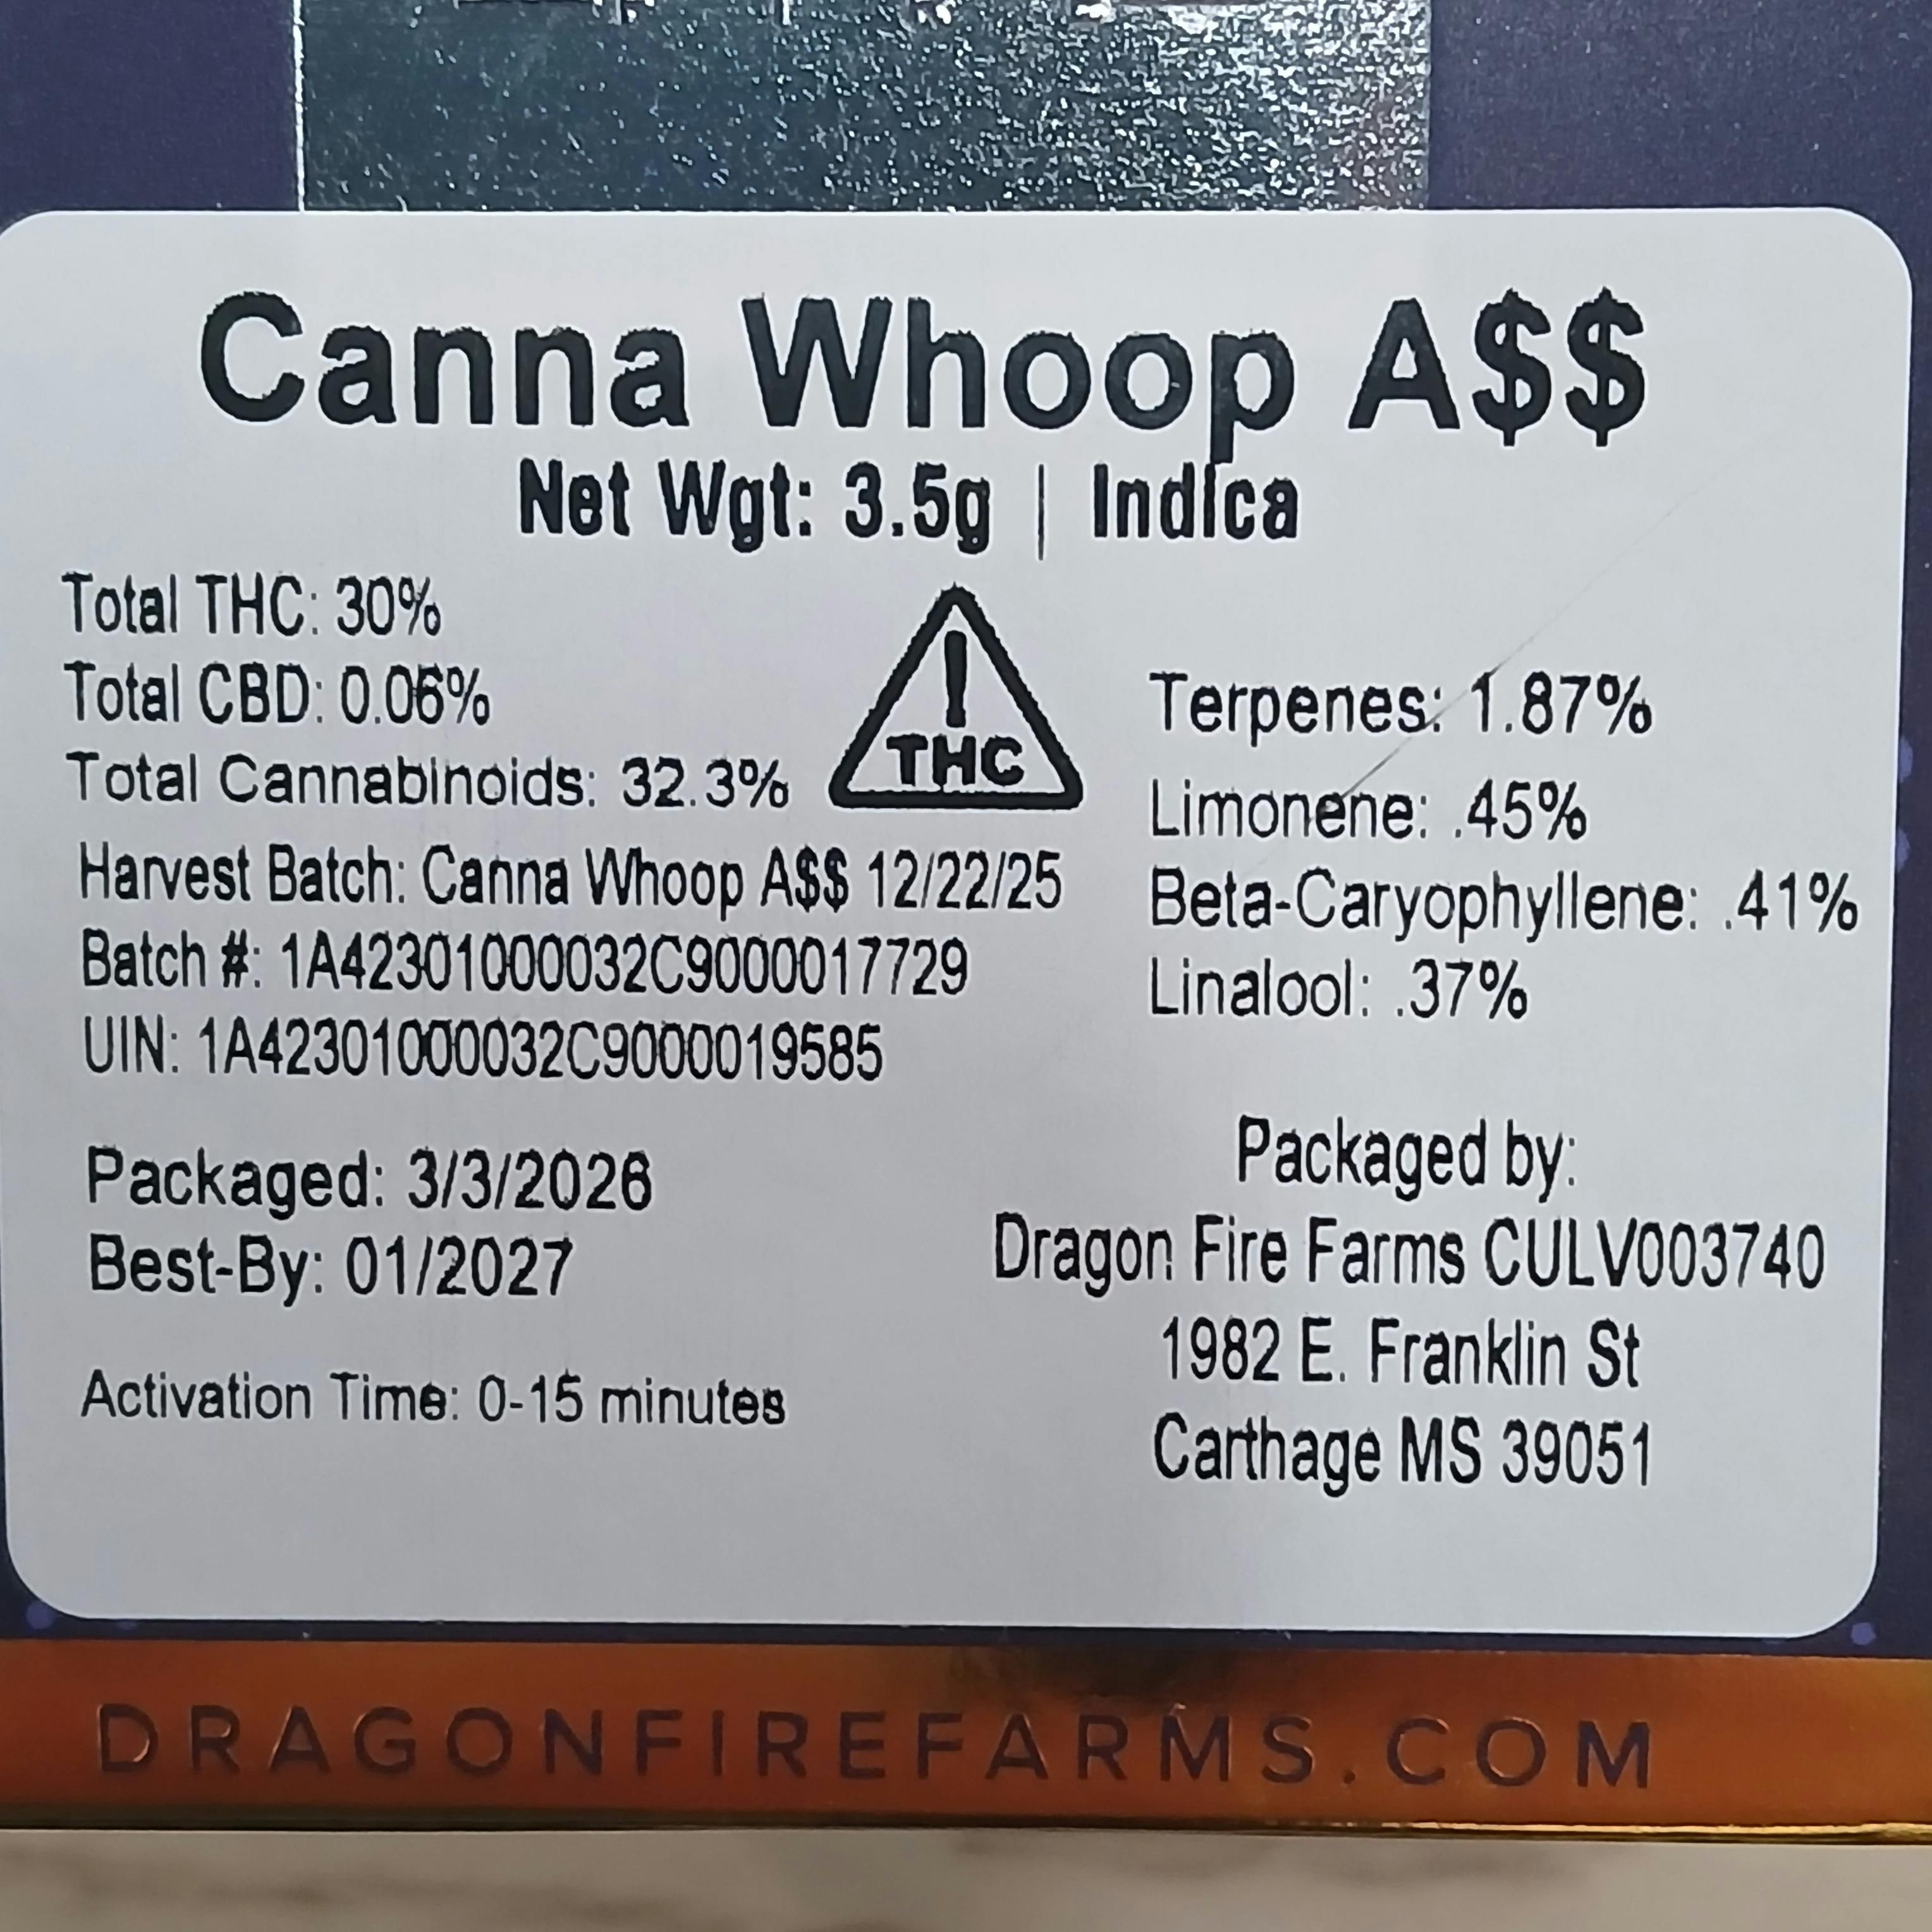 Canna Whoop A$$
Net Wgt: 3.5g | Indica
Total THC: 30%
Total CBD: 0.06%
Total Cannabinoids: 32.3%
Harvest Batch: Canna Whoop A$$ 12/22/25
Batch #: 1A42301000032C9000017729
UIN: 1A42301000032C9000019585
Packaged: 3/3/2026
Best-By: 01/2027
Activation Time: 0-15 minutes
!
THC
Terpenes: 1.87%
Limonene: .45%
Beta-Caryophyllene: .41%
Linalool: .37%
Packaged by:
Dragon Fire Farms CULV003740
1982 E. Franklin St
Carthage MS 39051
DRAGONFIREFARMS.COM